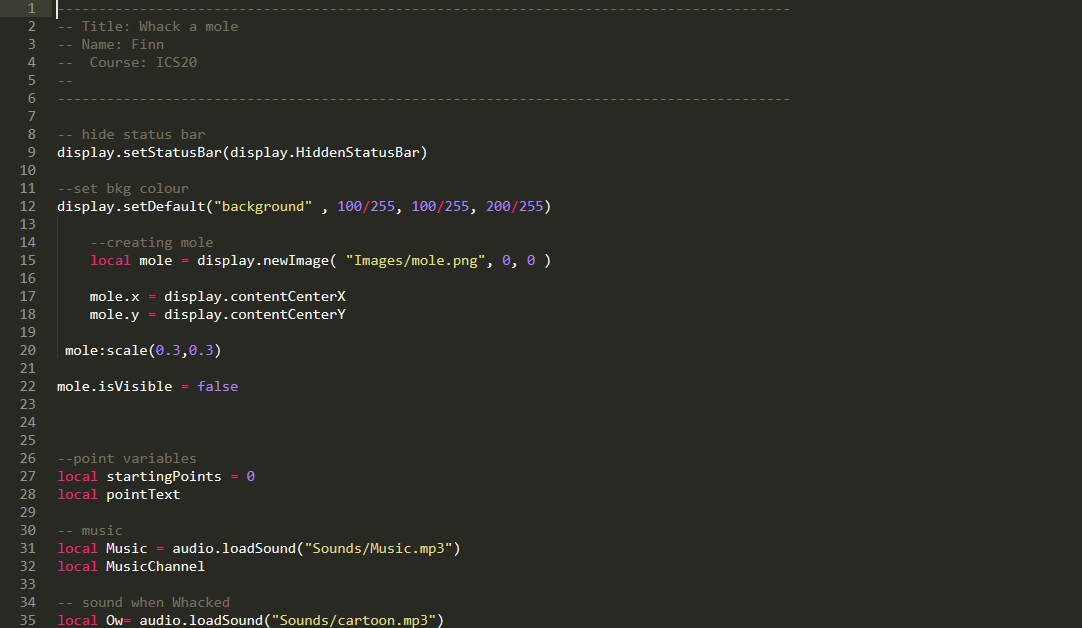 1 -----------------------------------------------------------------------------------------
2 -- Title: Whack a mole
3 -- Name: Finn
4 --  Course: ICS20
5 --
6 -----------------------------------------------------------------------------------------
7
8 -- hide status bar
9 display.setStatusBar(display.HiddenStatusBar)
10
11 --set bkg colour
12 display.setDefault("background" , 100/255, 100/255, 200/255)
13
14     --creating mole
15     local mole = display.newImage( "Images/mole.png", 0, 0 )
16
17     mole.x = display.contentCenterX
18     mole.y = display.contentCenterY
19
20  mole:scale(0.3,0.3)
21
22 mole.isVisible = false
23
24
25
26 --point variables
27 local startingPoints = 0
28 local pointText
29
30 -- music
31 local Music = audio.loadSound("Sounds/Music.mp3")
32 local MusicChannel
33
34 -- sound when Whacked
35 local Ow= audio.loadSound("Sounds/cartoon.mp3")